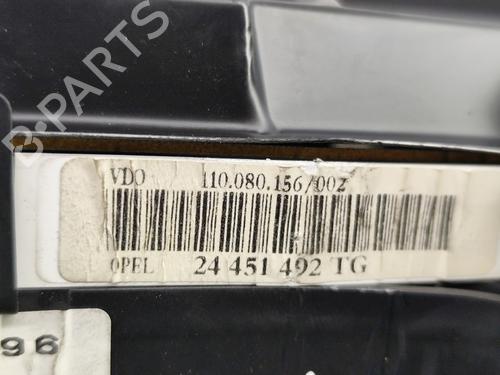 VDO 110.080.156/002
OPEL 24 451 492 TG
96
B-PARTS